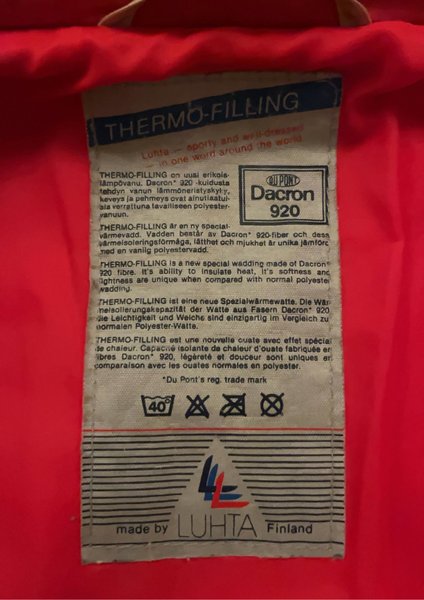 THERMO-FILLING
Luhta — sporty and well-dressed
— in one word around the world
THERMO-FILLING on uusi erikois-
lämpövanu. Dacron* 920 -kuidusta
tehdyn vanun lämmöneristyskyky,
keveys ja pehmeys ovat ainutlaatui-
sia verrattuna tavalliseen polyester-
vanuun.
DU PONT
Dacron
920
THERMO-FILLING är en ny special-
värmevadd. Vadden består av Dacron* 920-fiber och dess
värmeisoleringsförmåga, lätthet och mjukhet är unika jämförd
med en vanlig polyestervadd.
THERMO-FILLING is a new special wadding made of Dacron*
920 fibre. It's ability to insulate heat, it's softness and
lightness are unique when compared with normal polyester
wadding.
THERMO-FILLING ist eine neue Spezialwärmewatte. Die Wär-
meisolierungskapazität der Watte aus Fasern Dacron* 920
die Leichtigkeit und Weichs sind einzigartig im Vergleich zu
normalen Polyester-Watte.
THERMO-FILLING est une nouvelle ouate avec effet spécial
de chaleur. Capacité isolante de chaleur d'ouate fabriquée en
fibres Dacron* 920, légèreté et douceur sont uniques en
comparaison avec les ouates normales en polyester.
*Du Pont's reg. trade mark
40°
made by LUHTA Finland